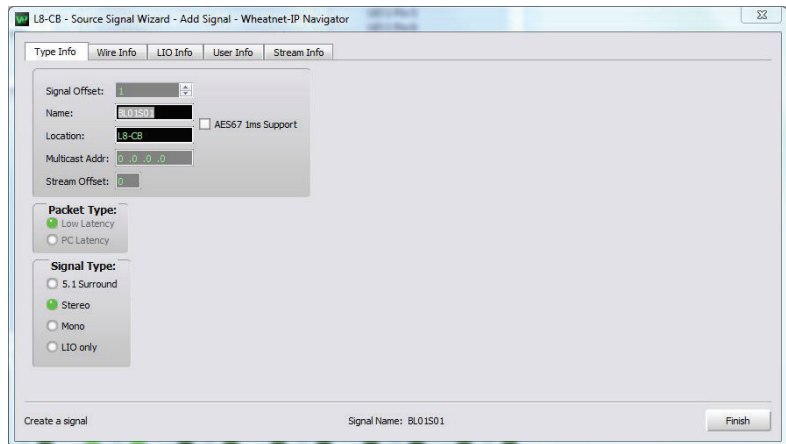 L8-CB - Source Signal Wizard - Add Signal - Wheatnet-IP Navigator
Type Info Wire Info LIO Info User Info Stream Info
Signal Offset: 1
Name: BL01S01
AES67 1ms Support
Location: L8-CB
Multicast Addr: 0 .0 .0 .0
Stream Offset: 0
Packet Type:
Low Latency
PC Latency
Signal Type:
5.1 Surround
Stereo
Mono
LIO only
Create a signal Signal Name: BL01S01 Finish